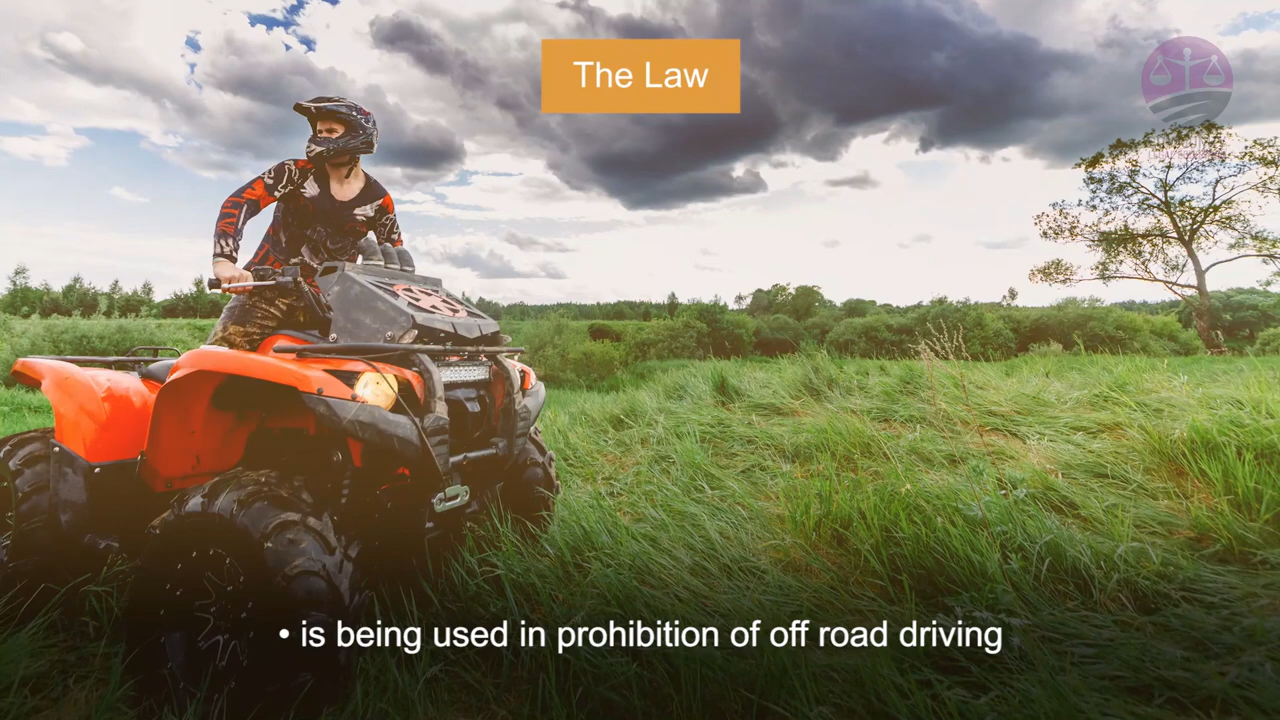 The Law
• is being used in prohibition of off road driving